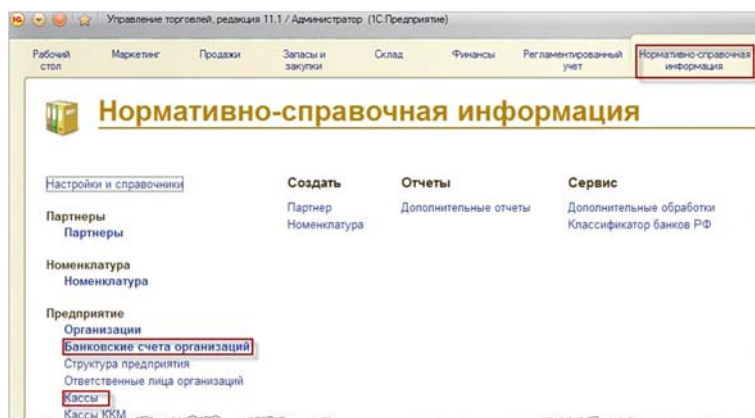 Управление торговлей, редакция 11.1 / Администратор (1С:Предприятие)
Рабочий стол
Маркетинг
Продажи
Запасы и закупки
Склад
Финансы
Регламентированный учет
Нормативно-справочная информация
Нормативно-справочная информация
Настройки и справочники
Партнеры
Партнеры
Номенклатура
Номенклатура
Предприятие
Организации
Банковские счета организаций
Структура предприятия
Ответственные лица организаций
Кассы
Кассы ККМ
Создать
Партнер
Номенклатура
Отчеты
Дополнительные отчеты
Сервис
Дополнительные обработки
Классификатор банков РФ